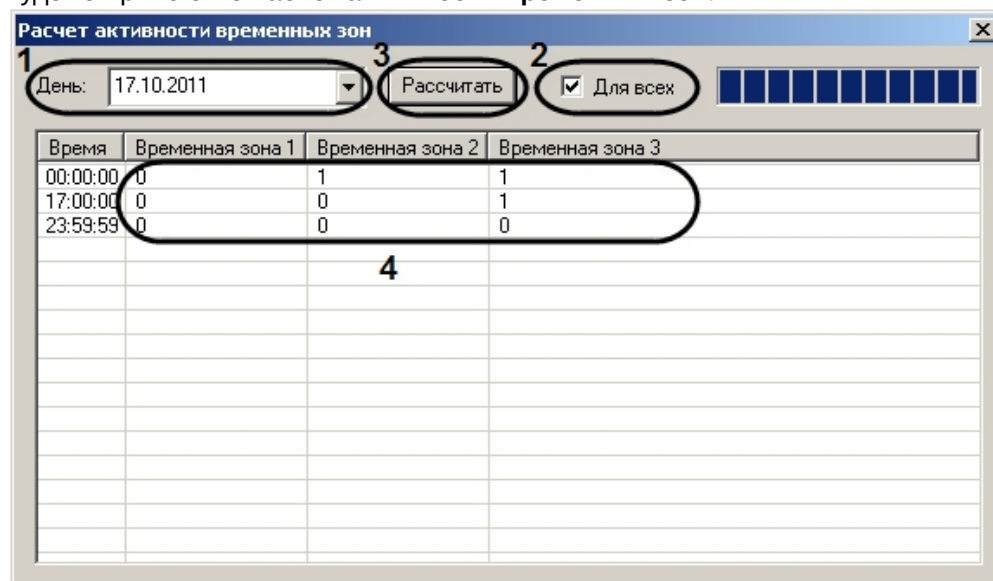 Расчет активности временных зон
1 3 2
День: 17.10.2011 Рассчитать Для всех
Время Временная зона 1 Временная зона 2 Временная зона 3
00:00:00 0 1 1
17:00:00 0 0 1
23:59:59 0 0 0
4